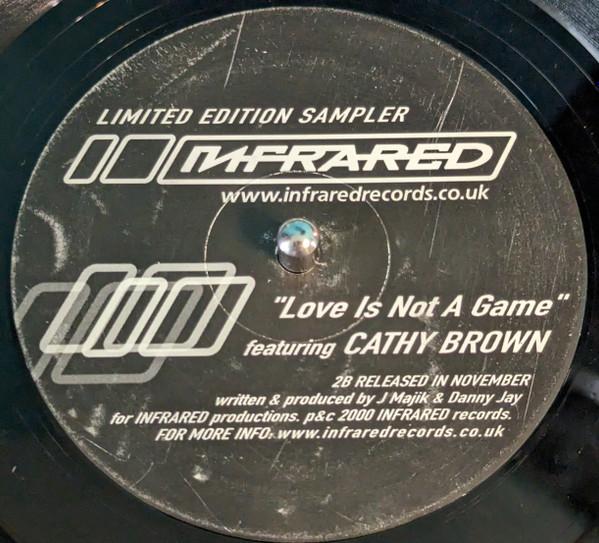 LIMITED EDITION SAMPLER
INFRARED
www.infraredrecords.co.uk
"Love Is Not A Game"
featuring CATHY BROWN
2B RELEASED IN NOVEMBER
written & produced by J Majik & Danny Jay
for INFRARED productions. p&c 2000 INFRARED records.
FOR MORE INFO: www.infraredrecords.co.uk